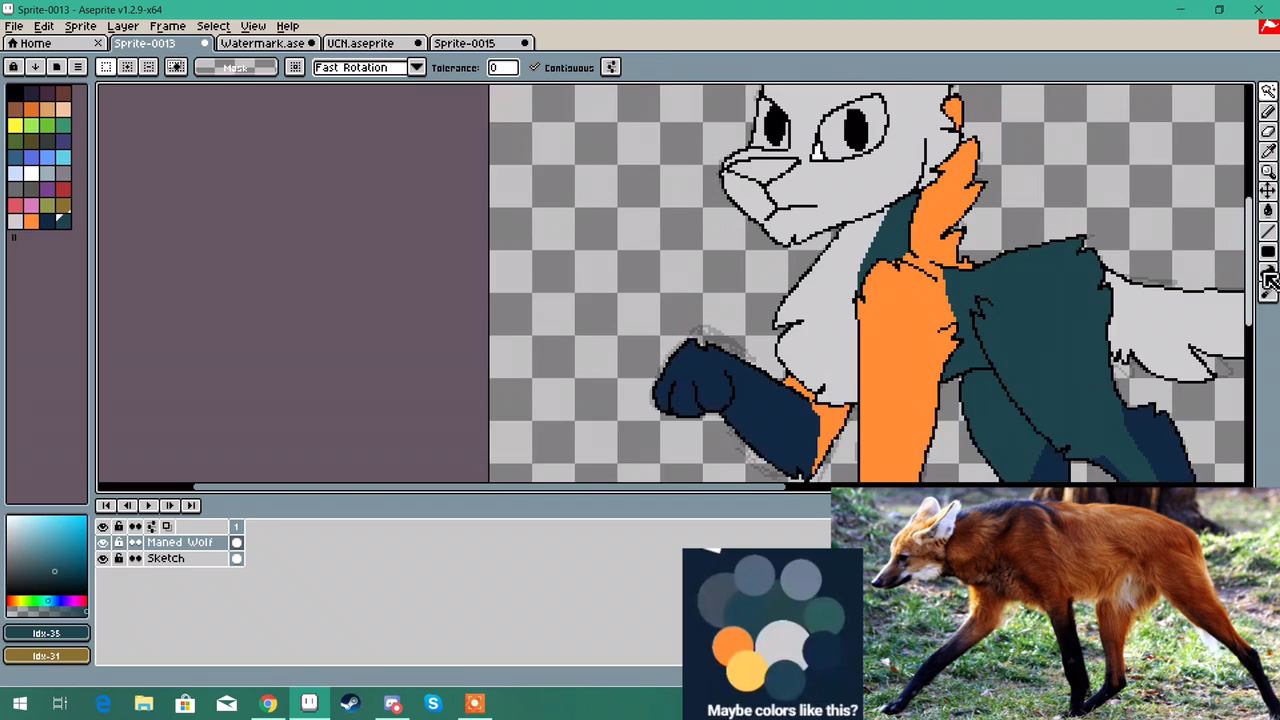 Sprite-0013 - Aseprite v1.2.9-x64
File Edit Sprite Layer Frame Select View Help
Home Sprite-0013 Watermark.ase UCN.aseprite Sprite-0015
Mask Fast Rotation Tolerance: 0 Contiguous
1
Maned Wolf
Sketch
Idx-35
Idx-31
Maybe colors like this?